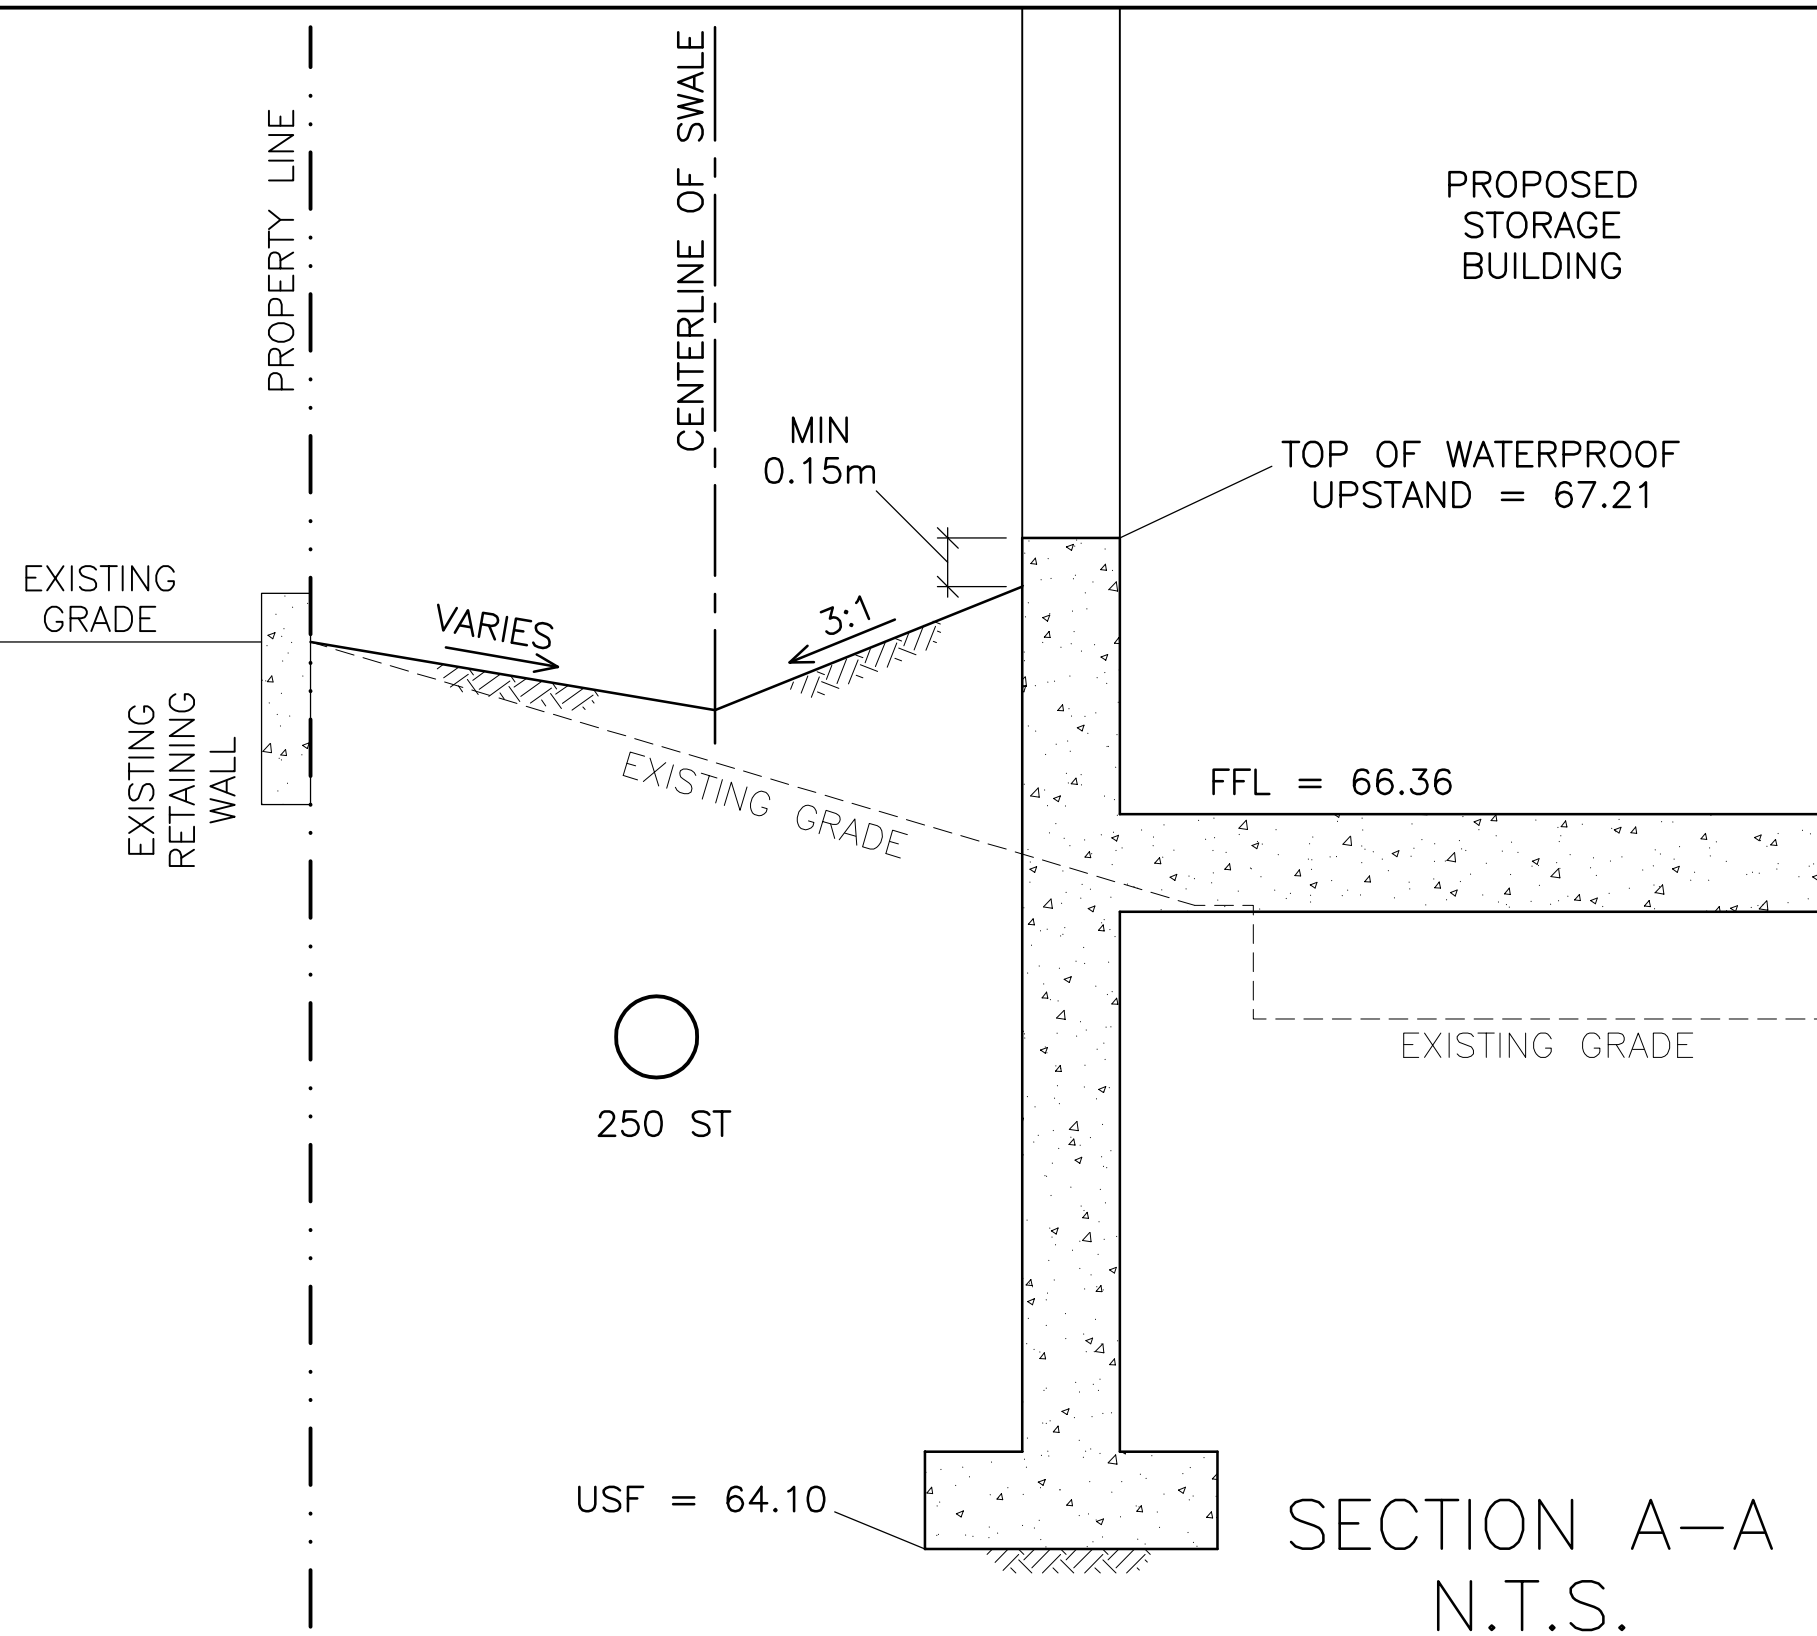 PROPERTY LINE
CENTERLINE OF SWALE
PROPOSED
STORAGE
BUILDING
MIN
0.15m
TOP OF WATERPROOF
UPSTAND = 67.21
EXISTING
GRADE
VARIES
3:1
EXISTING
RETAINING
WALL
EXISTING GRADE
FFL = 66.36
EXISTING GRADE
250 ST
USF = 64.10
SECTION A-A
N.T.S.